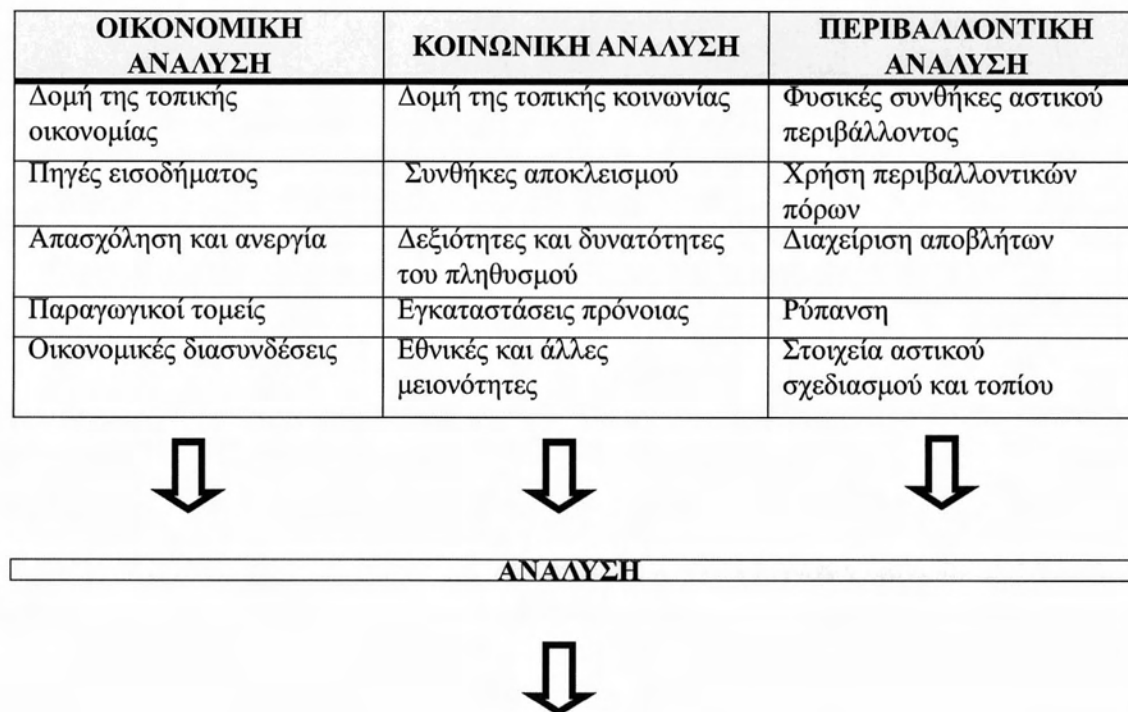 ΟΙΚΟΝΟΜΙΚΗ
ΑΝΑΛΥΣΗ
ΚΟΙΝΩΝΙΚΗ ΑΝΑΛΥΣΗ
ΠΕΡΙΒΑΛΛΟΝΤΙΚΗ
ΑΝΑΛΥΣΗ
Δομή της τοπικής
οικονομίας
Δομή της τοπικής κοινωνίας
Φυσικές συνθήκες αστικού
περιβάλλοντος
Πηγές εισοδήματος
Συνθήκες αποκλεισμού
Χρήση περιβαλλοντικών
πόρων
Απασχόληση και ανεργία
Δεξιότητες και δυνατότητες
του πληθυσμού
Διαχείριση αποβλήτων
Παραγωγικοί τομείς
Εγκαταστάσεις πρόνοιας
Ρύπανση
Οικονομικές διασυνδέσεις
Εθνικές και άλλες
μειονότητες
Στοιχεία αστικού
σχεδιασμού και τοπίου
ΑΝΑΛΥΣΗ